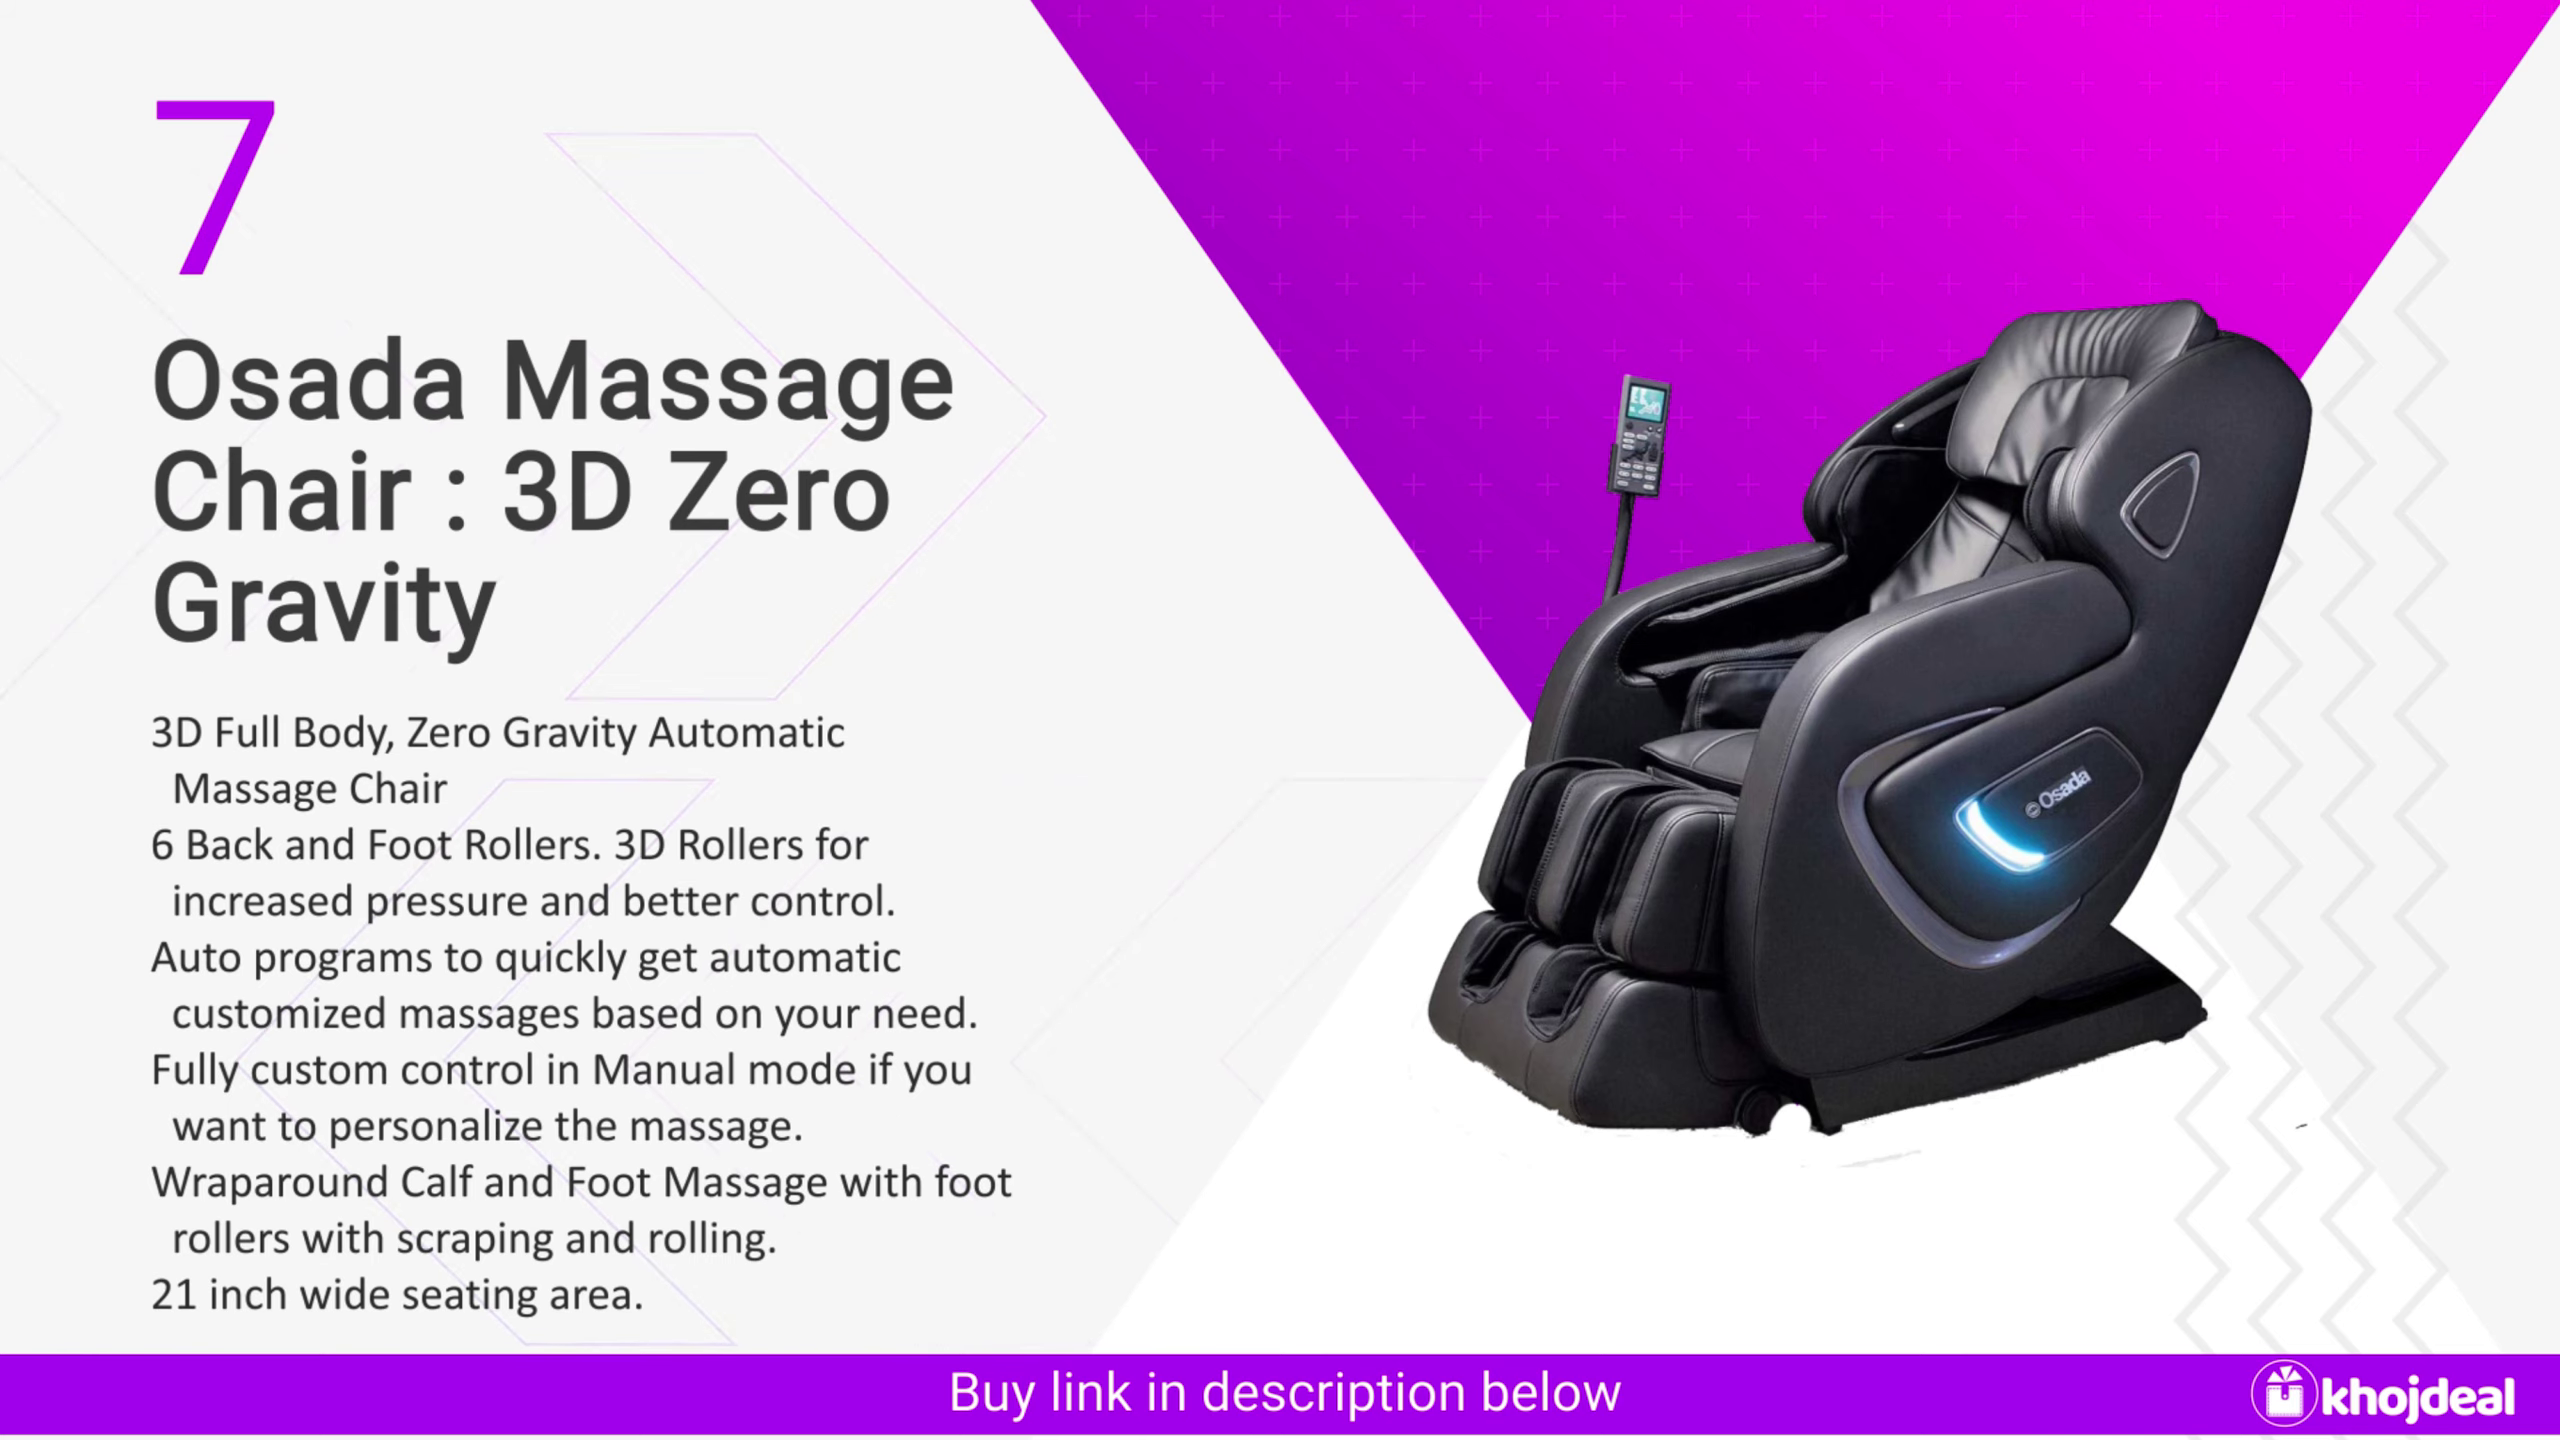 7
Osada Massage
Chair : 3D Zero
Gravity
3D Full Body, Zero Gravity Automatic
Massage Chair
6 Back and Foot Rollers. 3D Rollers for
increased pressure and better control.
Auto programs to quickly get automatic
customized massages based on your need.
Fully custom control in Manual mode if you
want to personalize the massage.
Wraparound Calf and Foot Massage with foot
rollers with scraping and rolling.
21 inch wide seating area.
Osada
Buy link in description below
khojdeal